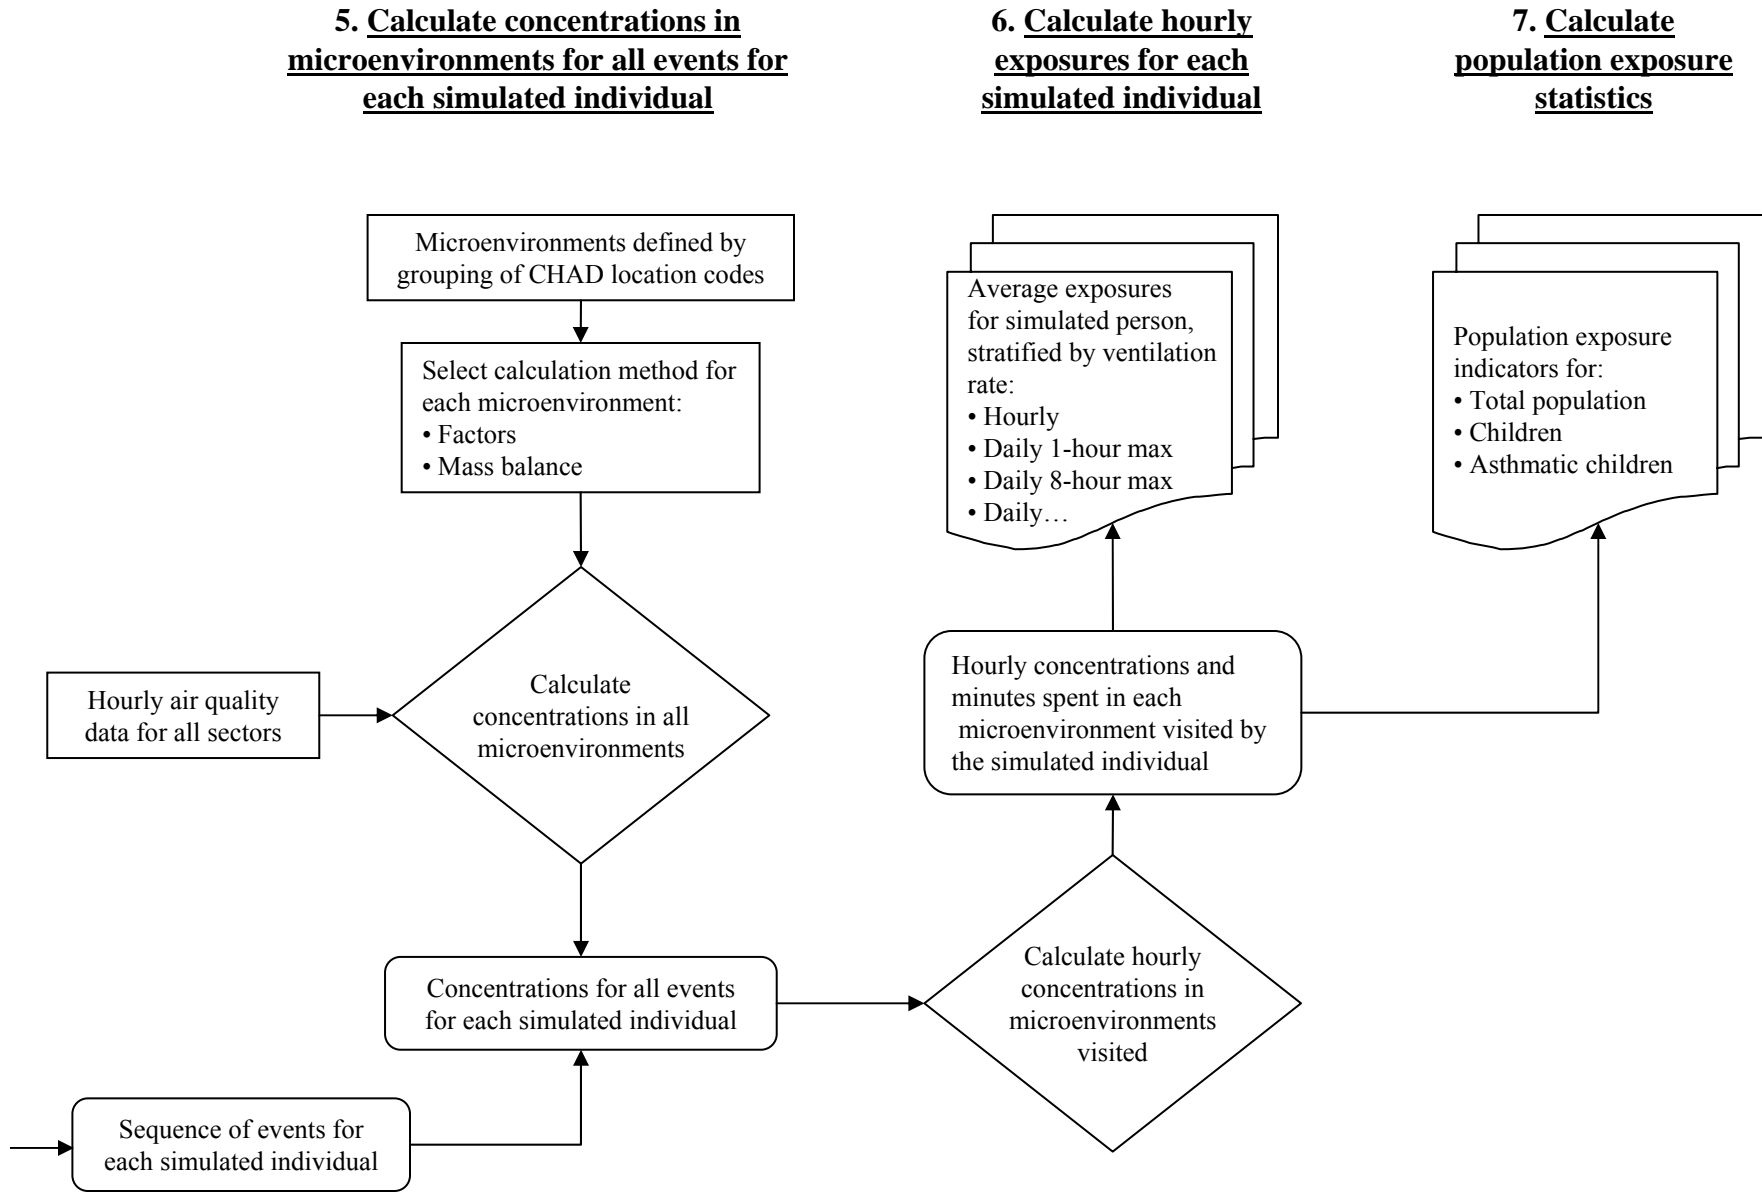 5. Calculate concentrations in
microenvironments for all events for
each simulated individual
6. Calculate hourly
exposures for each
simulated individual
7. Calculate
population exposure
statistics
Microenvironments defined by
grouping of CHAD location codes
Select calculation method for
each microenvironment:
• Factors
• Mass balance
Hourly air quality
data for all sectors
Calculate
concentrations in all
microenvironments
Concentrations for all events
for each simulated individual
Sequence of events for
each simulated individual
Average exposures
for simulated person,
stratified by ventilation
rate:
• Hourly
• Daily 1-hour max
• Daily 8-hour max
• Daily…
Hourly concentrations and
minutes spent in each
microenvironment visited by
the simulated individual
Calculate hourly
concentrations in
microenvironments
visited
Population exposure
indicators for:
• Total population
• Children
• Asthmatic children